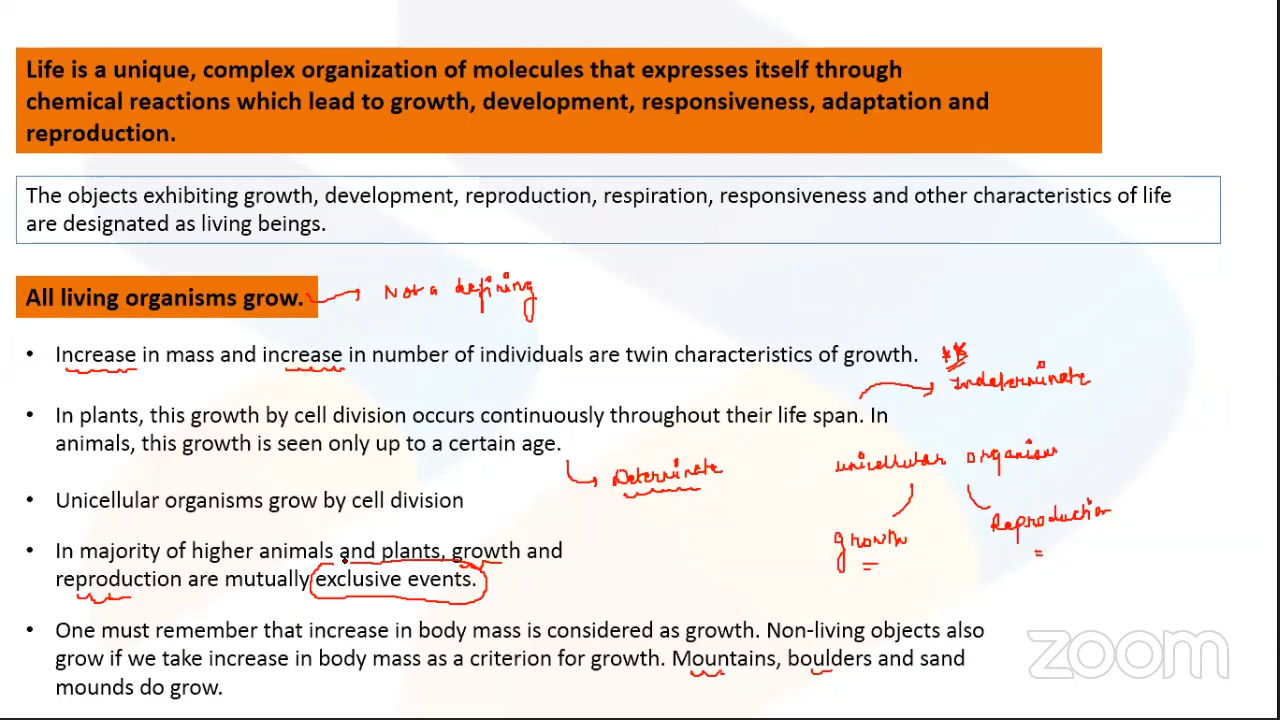 Life is a unique, complex organization of molecules that expresses itself through
chemical reactions which lead to growth, development, responsiveness, adaptation and
reproduction.
The objects exhibiting growth, development, reproduction, respiration, responsiveness and other characteristics of life
are designated as living beings.
All living organisms grow. Not a defining
• Increase in mass and increase in number of individuals are twin characteristics of growth. **
Indeterminate
• In plants, this growth by cell division occurs continuously throughout their life span. In
animals, this growth is seen only up to a certain age.
Determinate
unicellular organism
• Unicellular organisms grow by cell division
growth
Reproduction
• In majority of higher animals and plants, growth and
reproduction are mutually exclusive events.
• One must remember that increase in body mass is considered as growth. Non-living objects also
grow if we take increase in body mass as a criterion for growth. Mountains, boulders and sand
mounds do grow.
zoom